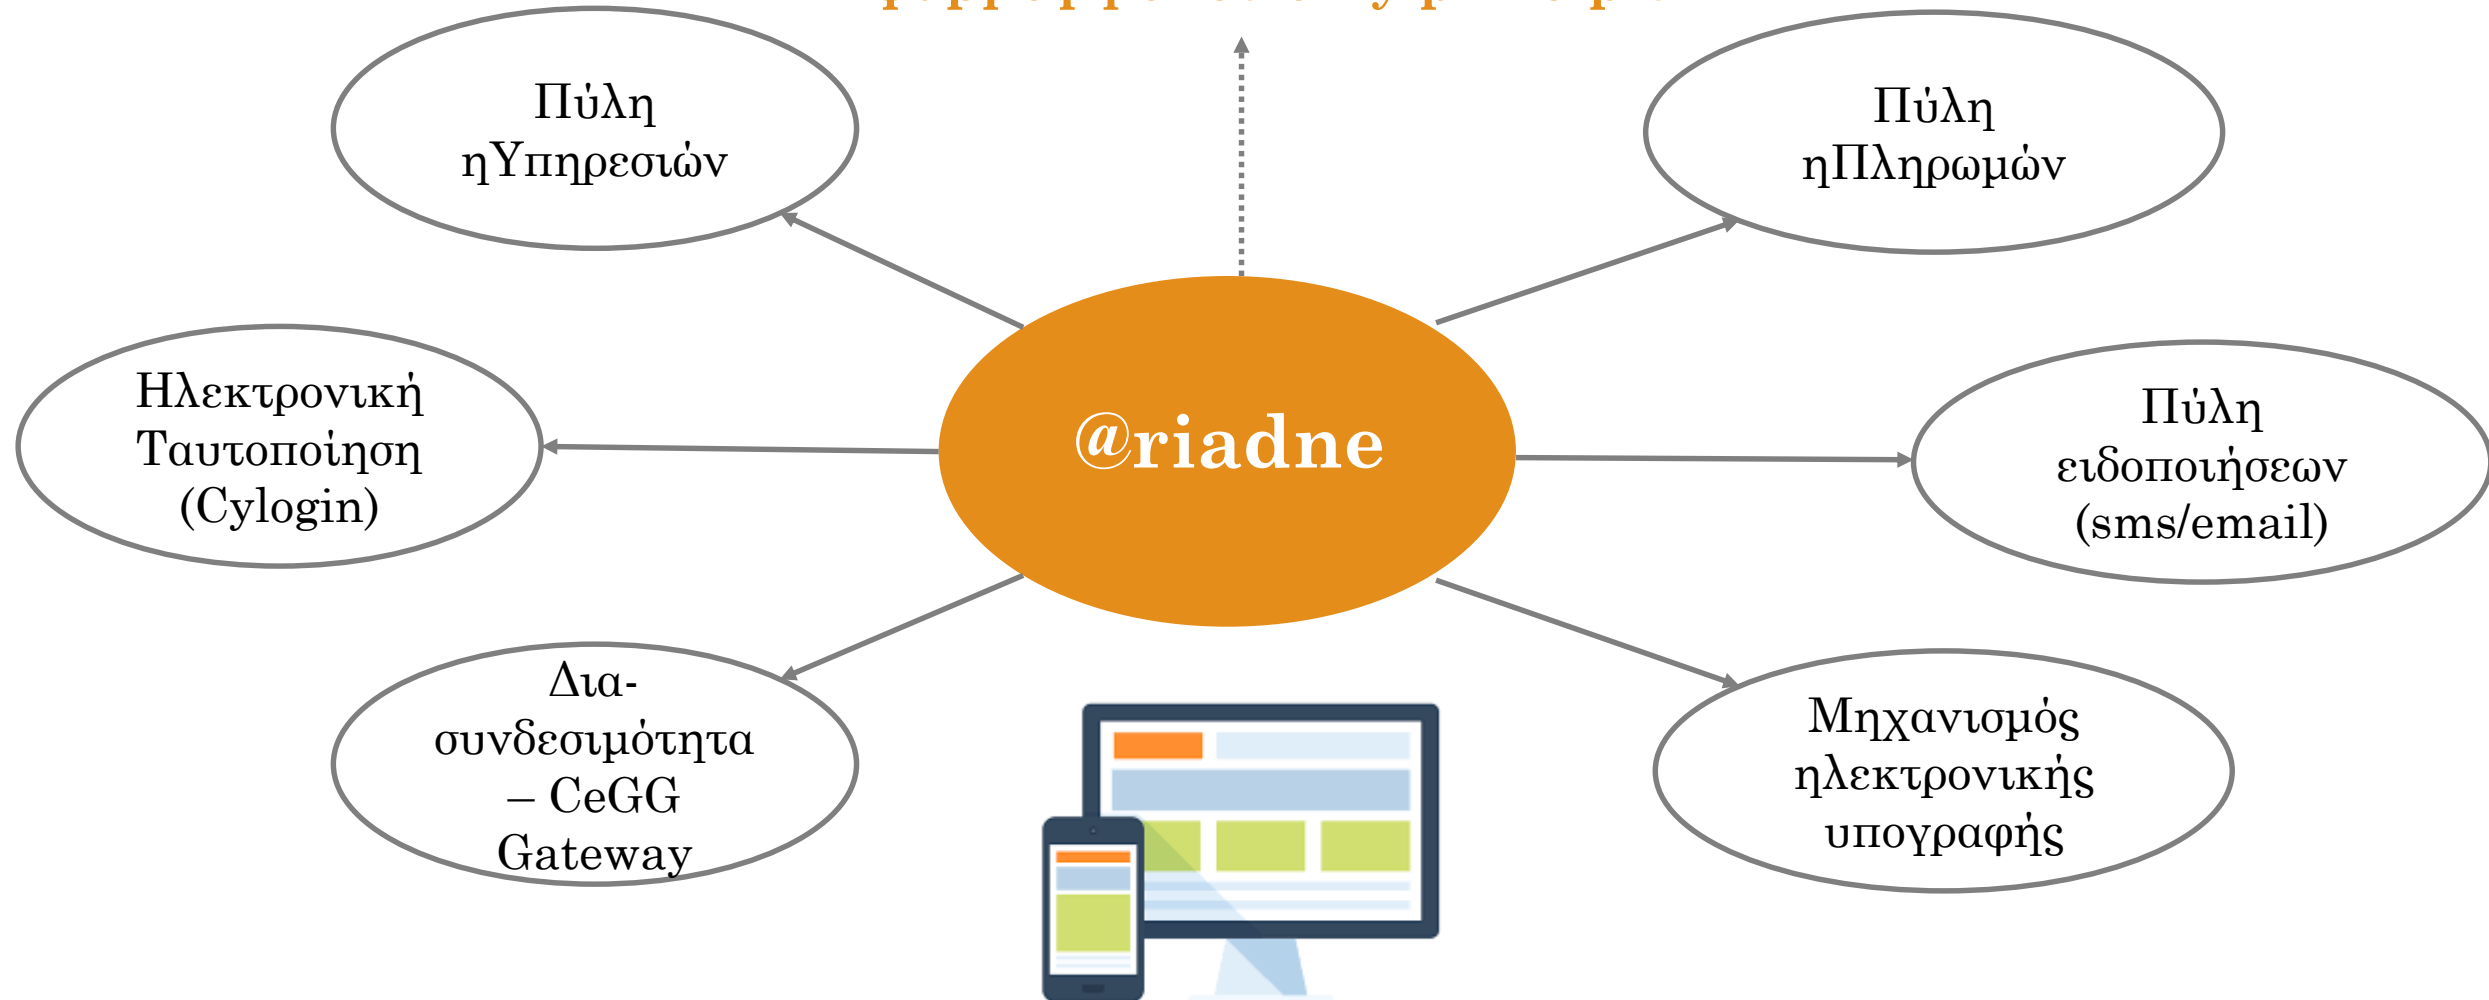 Πύλη
ηΥπηρεσιών
Πύλη
ηΠληρωμών
Ηλεκτρονική
Ταυτοποίηση
(Cylogin)
@riadne
Πύλη
ειδοποιήσεων
(sms/email)
Δια-
συνδεσιμότητα
– CeGG
Gateway
Μηχανισμός
ηλεκτρονικής
υπογραφής